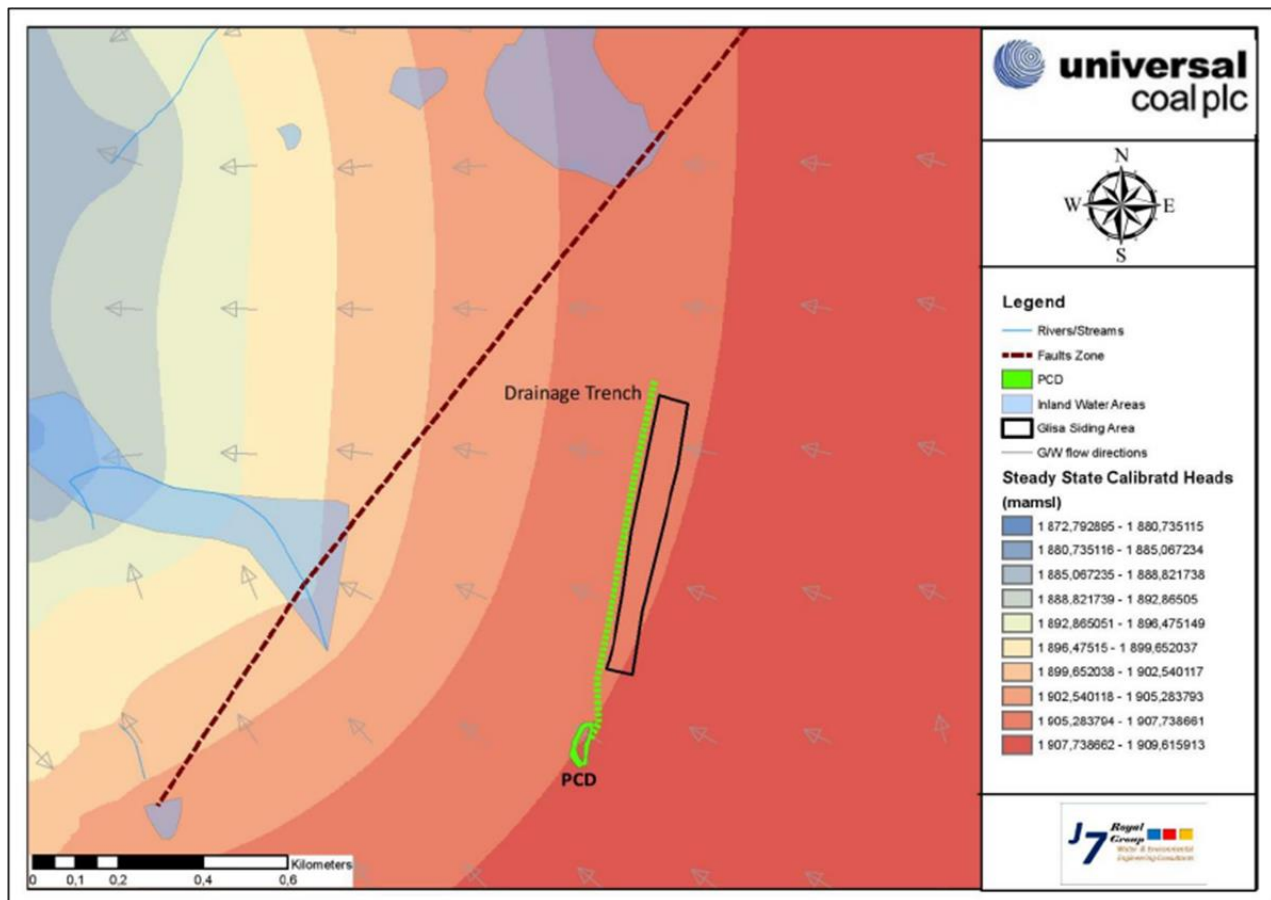 universal
coal plc
N
W E
S
Legend
Rivers/Streams
Faults Zone
PCD
Inland Water Areas
Glisa Siding Area
G/W flow directions
Steady State Calibratd Heads
(mamsl)
1 872,792895 - 1 880,735115
1 880,735116 - 1 885,067234
1 885,067235 - 1 888,821738
1 888,821739 - 1 892,86505
1 892,865051 - 1 896,475149
1 896,47515 - 1 899,652037
1 899,652038 - 1 902,540117
1 902,540118 - 1 905,283793
1 905,283794 - 1 907,738661
1 907,738662 - 1 909,615913
Drainage Trench
PCD
Kilometers
0 0,1 0,2 0,4 0,6
J7 Royal
Group
Water & Environmental
Engineering Consultants